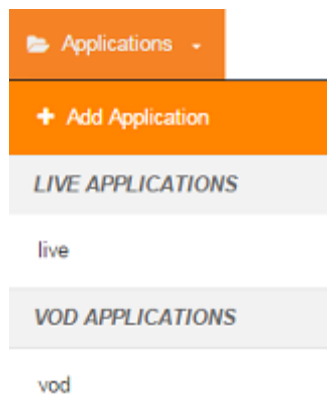 Applications
Add Application
LIVE APPLICATIONS
live
VOD APPLICATIONS
vod